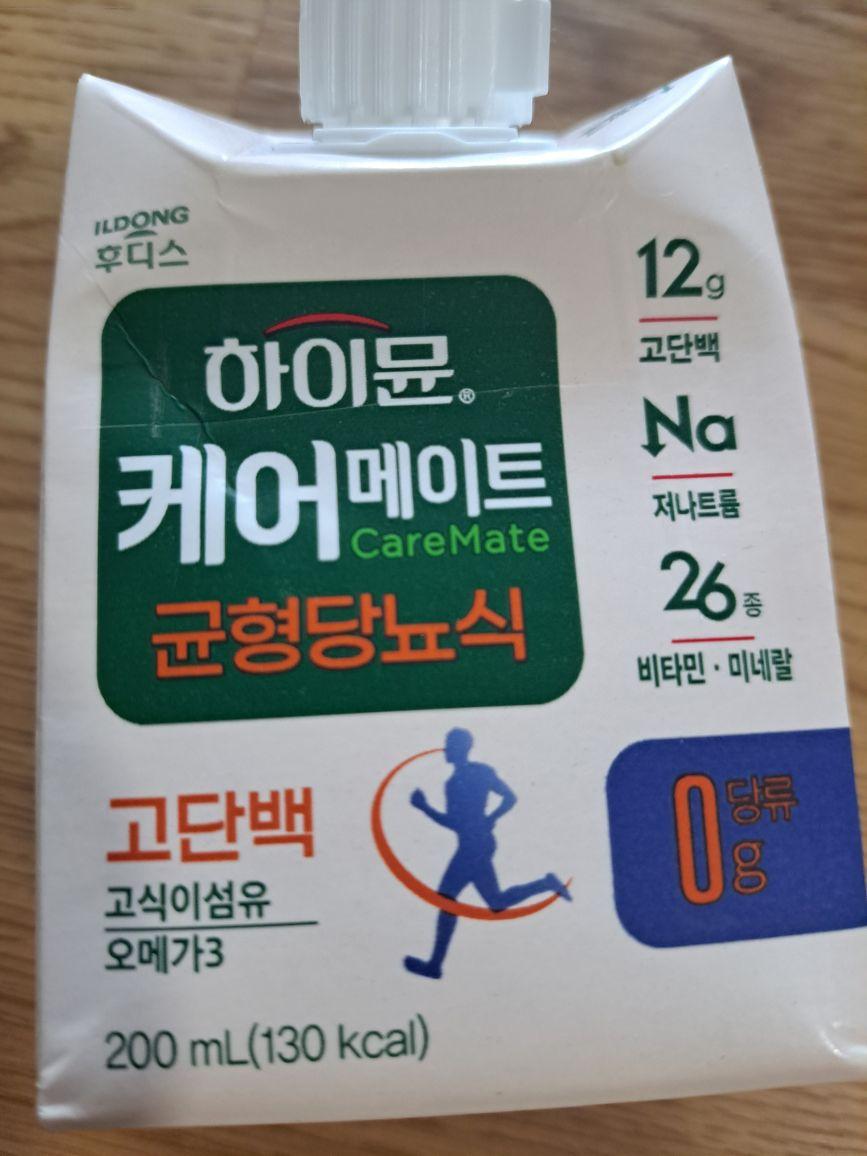 ILDONG
후디스
하이뮨®
케어메이트
CareMate
균형당뇨식
12g
고단백
Na
저나트륨
26종
비타민·미네랄
고단백
고식이섬유
오메가3
0g 당류
200 mL(130 kcal)